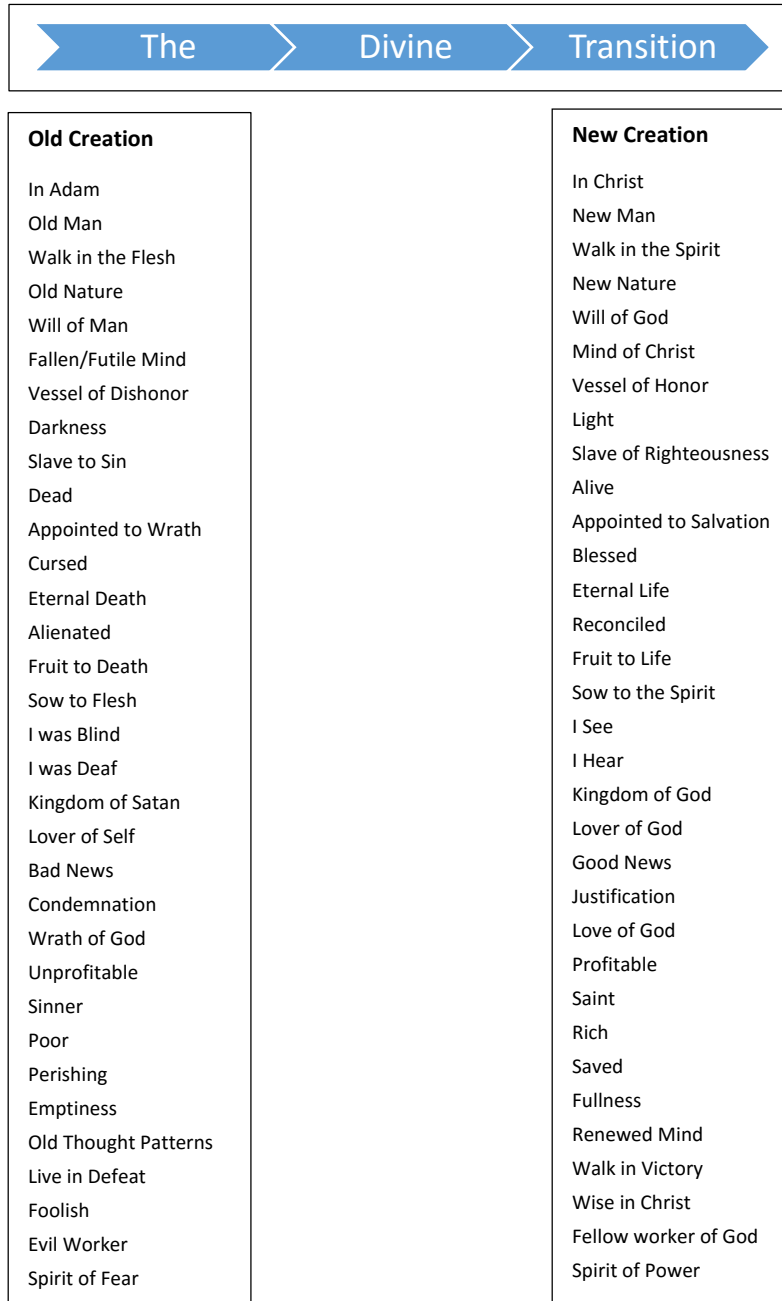 The Divine Transition
Old Creation
In Adam
Old Man
Walk in the Flesh
Old Nature
Will of Man
Fallen/Futile Mind
Vessel of Dishonor
Darkness
Slave to Sin
Dead
Appointed to Wrath
Cursed
Eternal Death
Alienated
Fruit to Death
Sow to Flesh
I was Blind
I was Deaf
Kingdom of Satan
Lover of Self
Bad News
Condemnation
Wrath of God
Unprofitable
Sinner
Poor
Perishing
Emptiness
Old Thought Patterns
Live in Defeat
Foolish
Evil Worker
Spirit of Fear
New Creation
In Christ
New Man
Walk in the Spirit
New Nature
Will of God
Mind of Christ
Vessel of Honor
Light
Slave of Righteousness
Alive
Appointed to Salvation
Blessed
Eternal Life
Reconciled
Fruit to Life
Sow to the Spirit
I See
I Hear
Kingdom of God
Lover of God
Good News
Justification
Love of God
Profitable
Saint
Rich
Saved
Fullness
Renewed Mind
Walk in Victory
Wise in Christ
Fellow worker of God
Spirit of Power